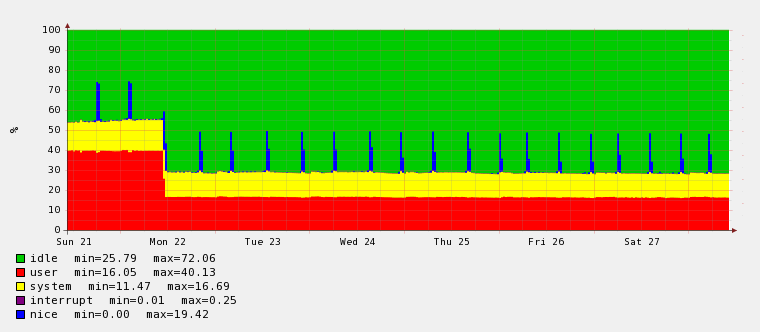 100
90
80
70
60
50
40
30
20
10
0
%
Sun 21 Mon 22 Tue 23 Wed 24 Thu 25 Fri 26 Sat 27
idle min=25.79 max=72.06
user min=16.05 max=40.13
system min=11.47 max=16.69
interrupt min=0.01 max=0.25
nice min=0.00 max=19.42